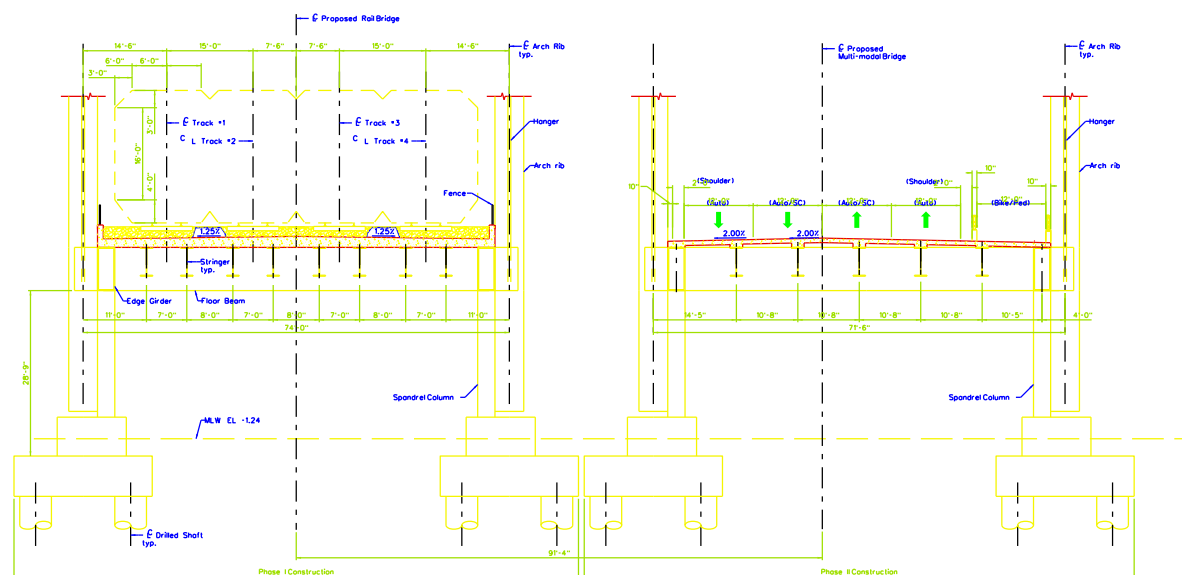 ℄ Proposed Rail Bridge
14'-6" 15'-0" 7'-6" 7'-6" 15'-0" 14'-6"
℄ Arch Rib
typ.
6'-0" 6'-0"
3'-0"
3'-0"
16'-0"
4'-0"
℄ Track #1
C L Track #2
℄ Track #3
C L Track #4
Hanger
Arch rib
Fence
1.25% 1.25%
Stringer
typ.
Edge Girder
Floor Beam
11'-0" 7'-0" 8'-0" 8'-0" 7'-0" 8'-0" 7'-0" 11'-0"
74'-0"
28'-9"
Spandrel Column
MLW EL -1.24
℄ Drilled Shaft
typ.
Phase I Construction
91'-4"
℄ Proposed
Multi-modal Bridge
℄ Arch Rib
typ.
Hanger
Arch rib
(Shoulder) (Shoulder)
10" 10" 10"
(Auto) (Auto/SC) (Auto/SC) (Auto) (Bike/Ped)
2.00% 2.00%
14'-5" 10'-8" 10'-8" 10'-8" 10'-8" 10'-5" 4'-0"
71'-6"
Spandrel Column
Phase II Construction